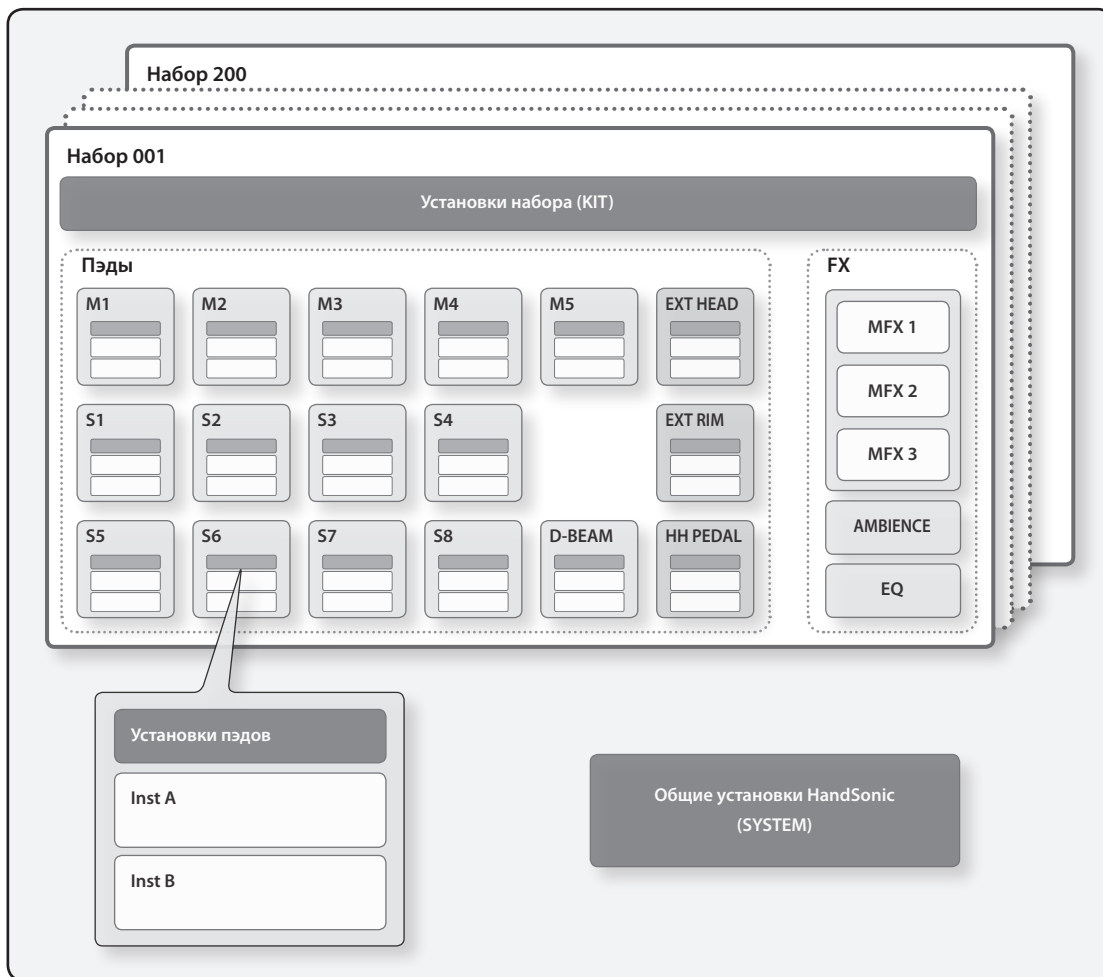 Набор 200
Набор 001
Установки набора (KIT)
Пэды
FX
M1
M2
M3
M4
M5
EXT HEAD
MFX 1
MFX 2
MFX 3
S1
S2
S3
S4
EXT RIM
AMBIENCE
S5
S6
S7
S8
D-BEAM
HH PEDAL
EQ
Установки пэдов
Inst A
Inst B
Общие установки HandSonic
(SYSTEM)